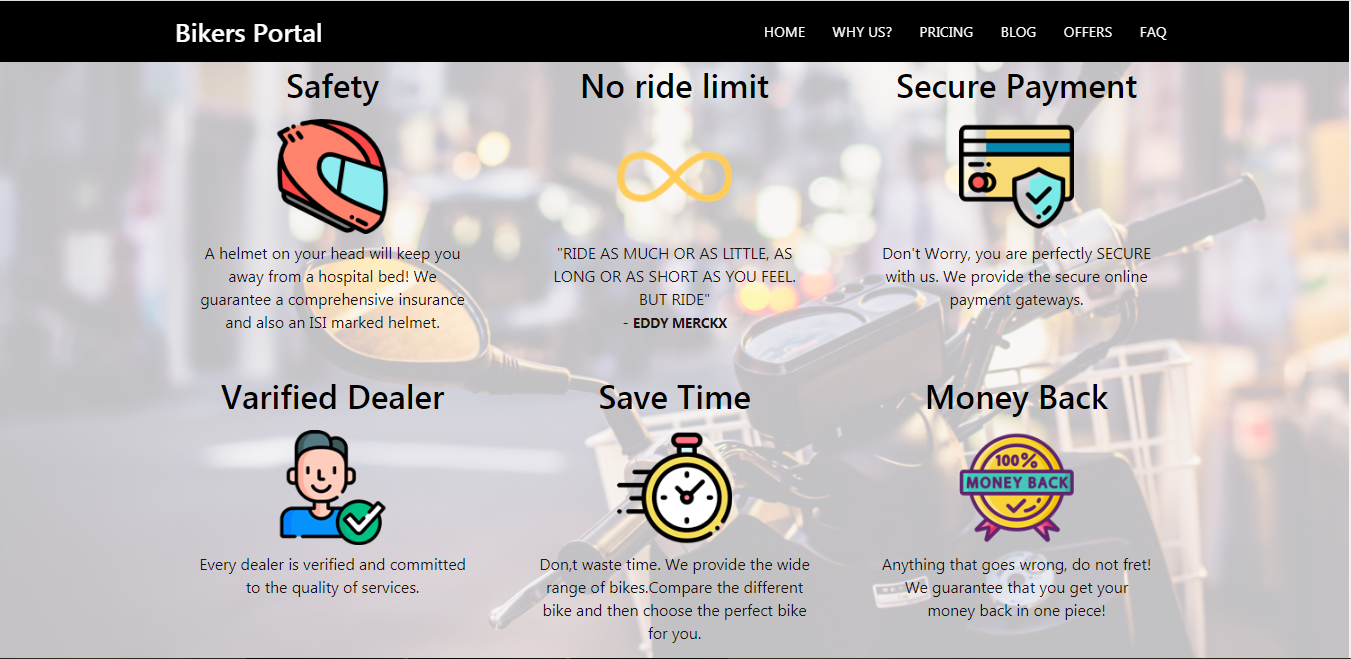 Bikers Portal
HOME WHY US? PRICING BLOG OFFERS FAQ
Safety
A helmet on your head will keep you
away from a hospital bed! We
guarantee a comprehensive insurance
and also an ISI marked helmet.
No ride limit
"RIDE AS MUCH OR AS LITTLE, AS
LONG OR AS SHORT AS YOU FEEL.
BUT RIDE"
- EDDY MERCKX
Secure Payment
Don't Worry, you are perfectly SECURE
with us. We provide the secure online
payment gateways.
Varified Dealer
Every dealer is verified and committed
to the quality of services.
Save Time
Don,t waste time. We provide the wide
range of bikes.Compare the different
bike and then choose the perfect bike
for you.
Money Back
100%
MONEY BACK
Anything that goes wrong, do not fret!
We guarantee that you get your
money back in one piece!